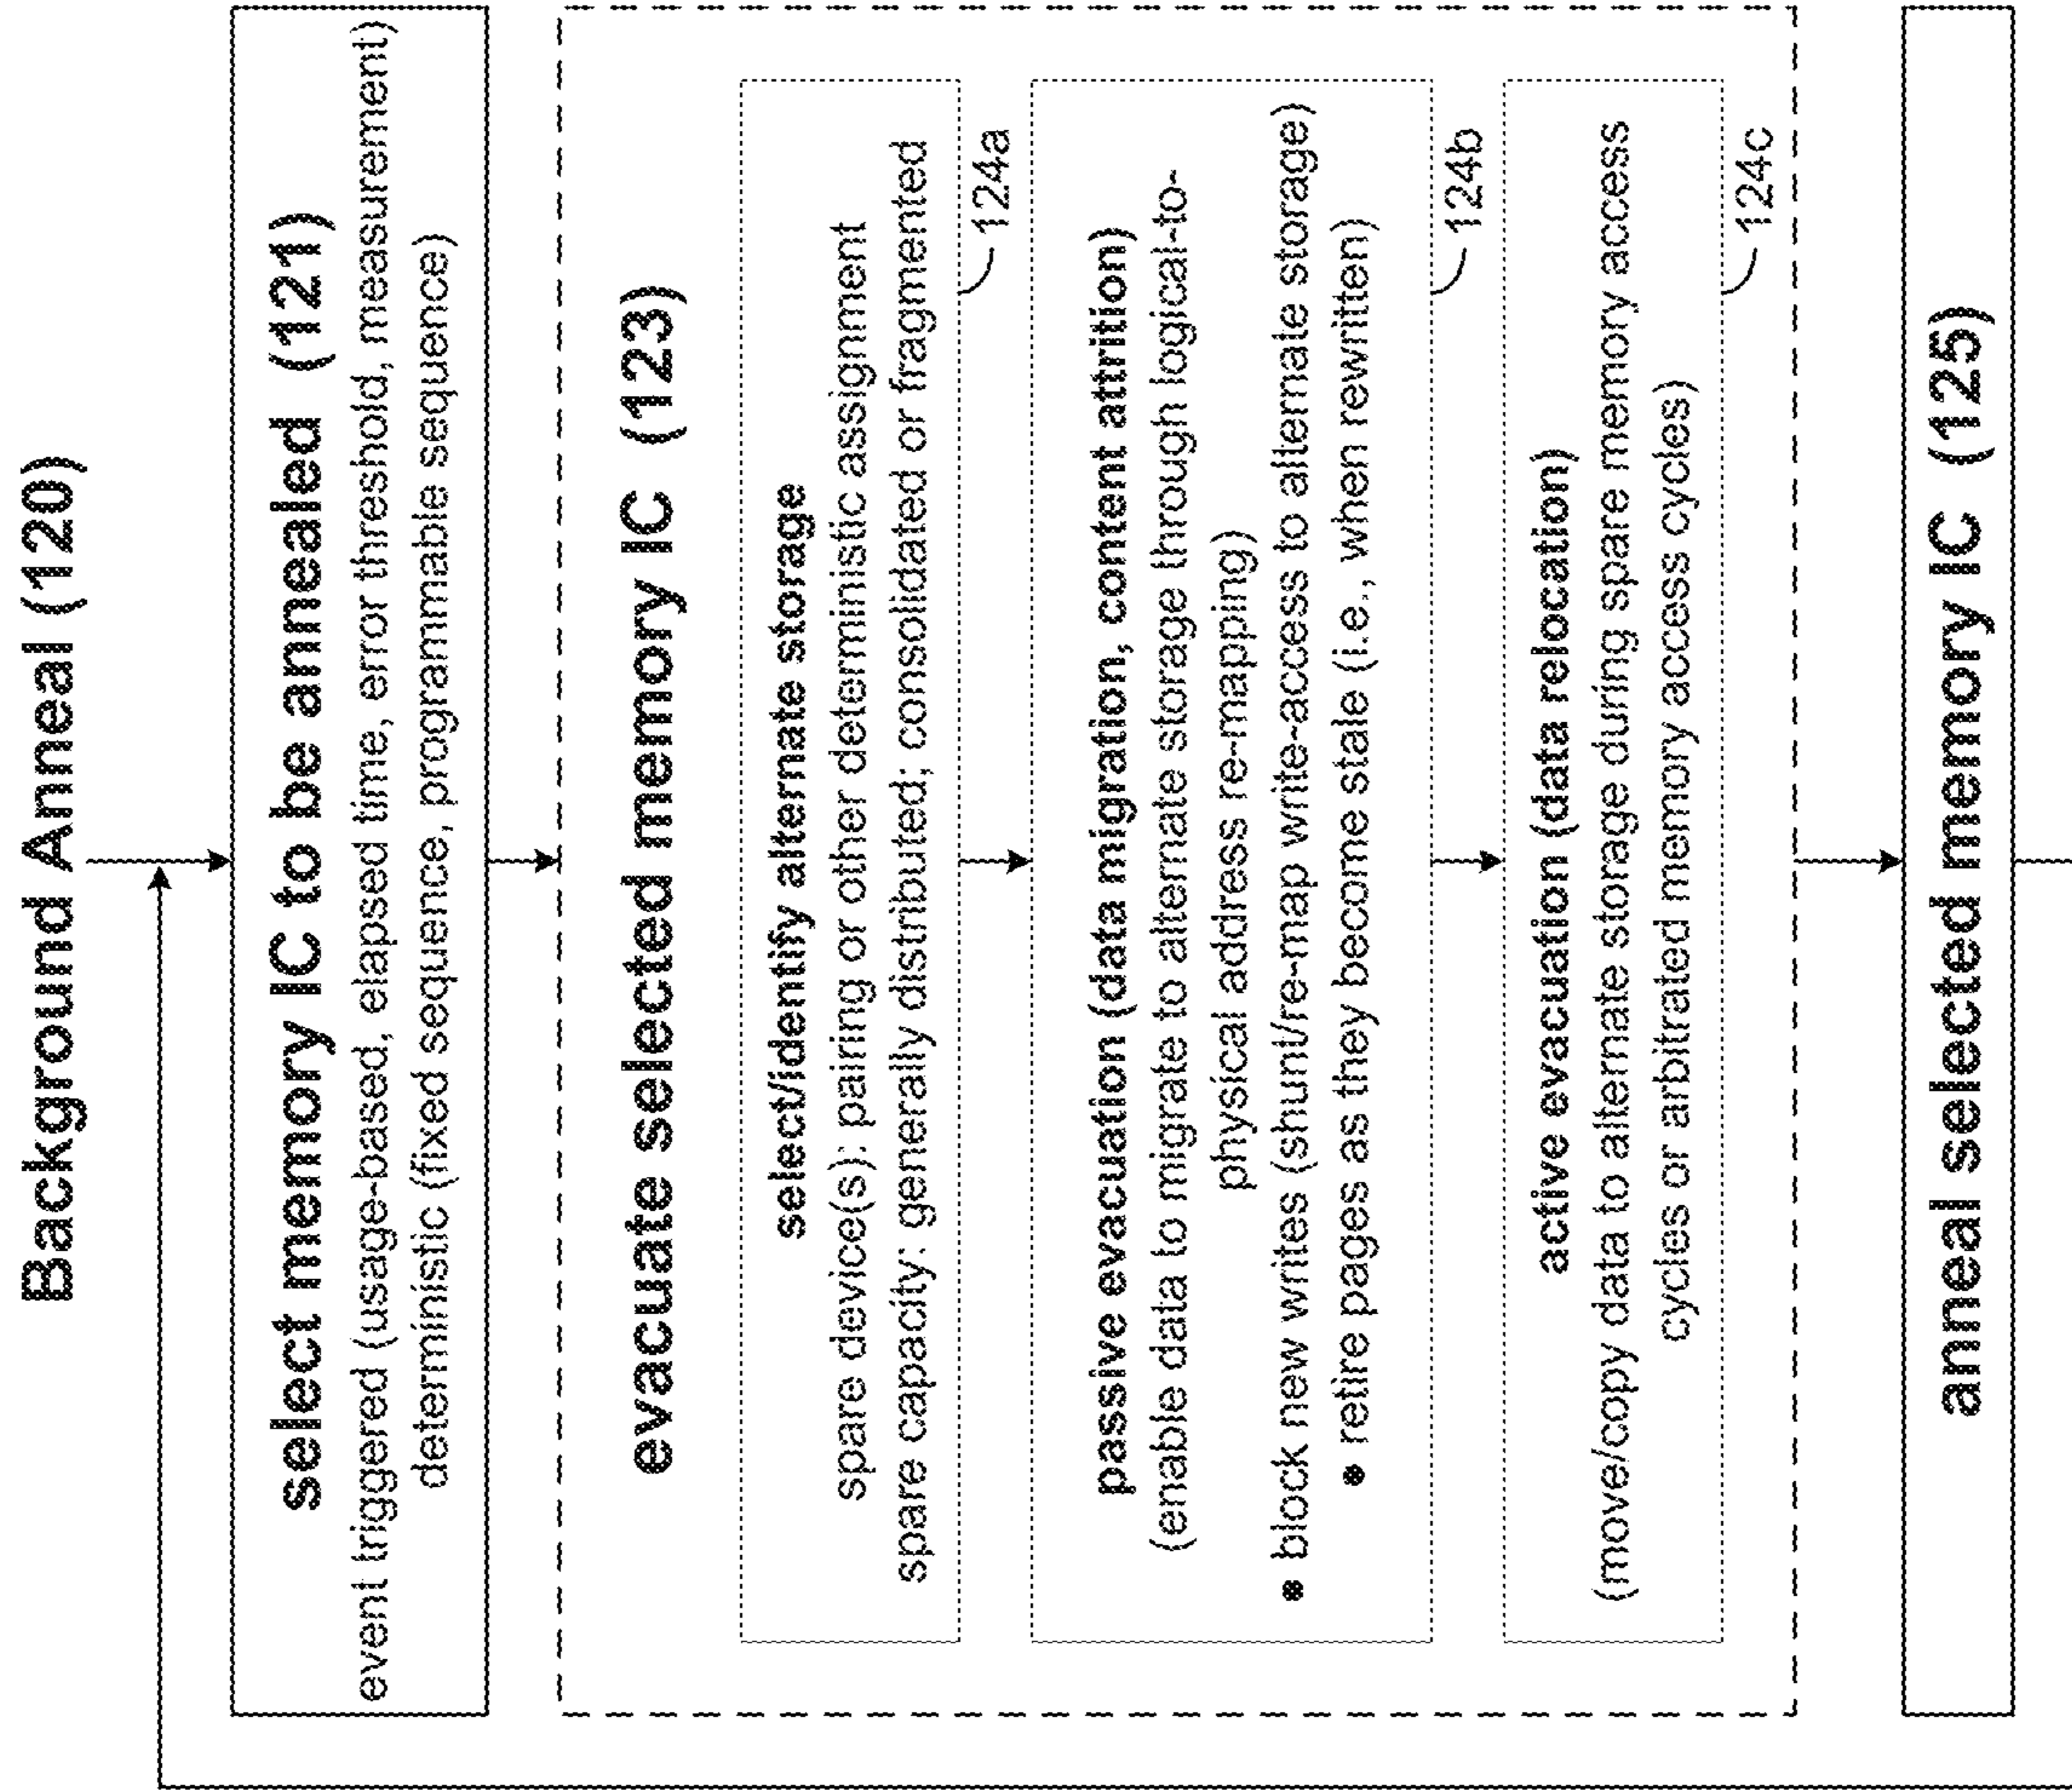 Background Anneal (120)
select memory IC to be annealed (121)
event triggered (usage-based, elapsed time, error threshold, measurement)
deterministic (fixed sequence, programmable sequence)
evacuate selected memory IC (123)
select/identify alternate storage
spare device(s): pairing or other deterministic assignment
spare capacity: generally distributed; consolidated or fragmented
124a
passive evacuation (data migration, content attrition)
(enable data to migrate to alternate storage through logical-to-
physical address re-mapping)
• block new writes (shunt/re-map write-access to alternate storage)
• retire pages as they become stale (i.e., when rewritten)
124b
active evacuation (data relocation)
(move/copy data to alternate storage during spare memory access
cycles or arbitrated memory access cycles)
124c
anneal selected memory IC (125)